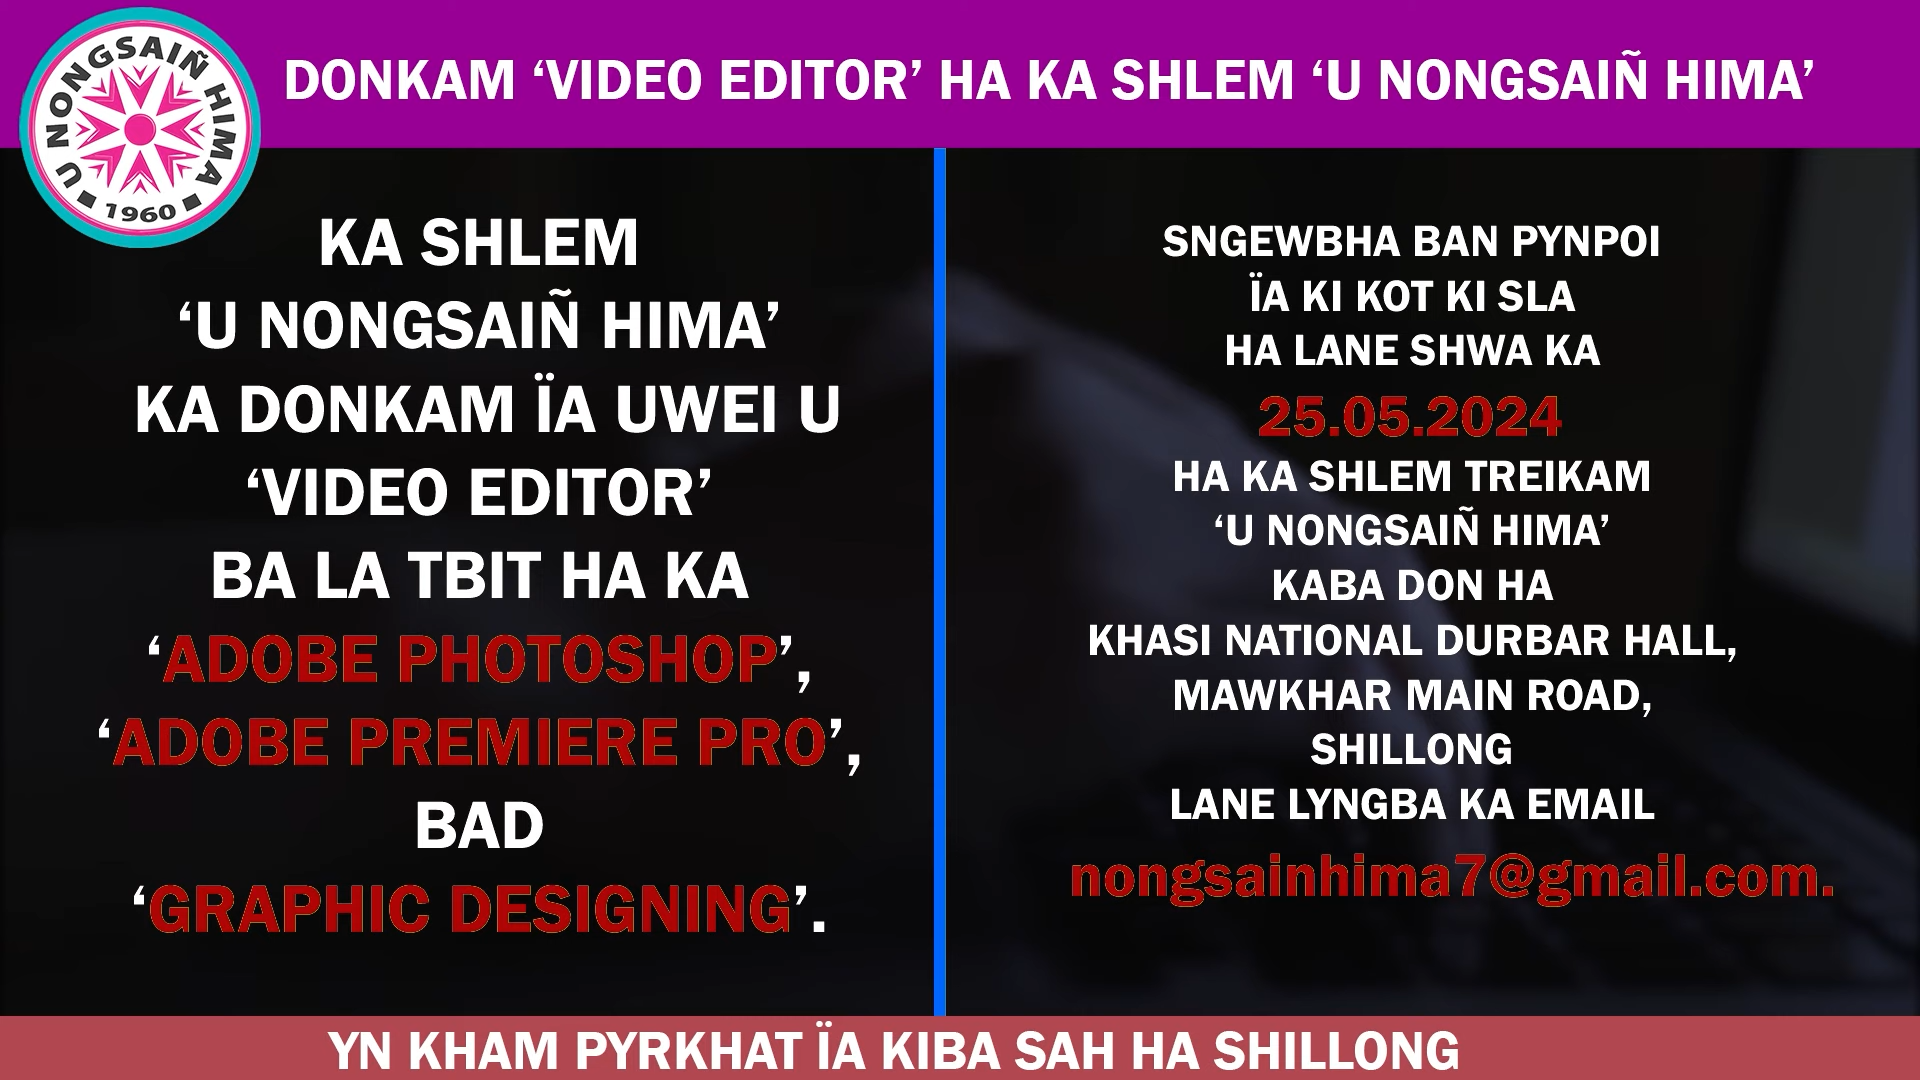 U NONGSAIÑ HIMA
1960
DONKAM ‘VIDEO EDITOR’ HA KA SHLEM ‘U NONGSAIÑ HIMA’
KA SHLEM
‘U NONGSAIÑ HIMA’
KA DONKAM ÏA UWEI U
‘VIDEO EDITOR’
BA LA TBIT HA KA
‘ADOBE PHOTOSHOP’,
‘ADOBE PREMIERE PRO’,
BAD
‘GRAPHIC DESIGNING’.
SNGEWBHA BAN PYNPOI
ÏA KI KOT KI SLA
HA LANE SHWA KA
25.05.2024
HA KA SHLEM TREIKAM
‘U NONGSAIÑ HIMA’
KABA DON HA
KHASI NATIONAL DURBAR HALL,
MAWKHAR MAIN ROAD,
SHILLONG
LANE LYNGBA KA EMAIL
nongsainhima7@gmail.com.
YN KHAM PYRKHAT ÏA KIBA SAH HA SHILLONG